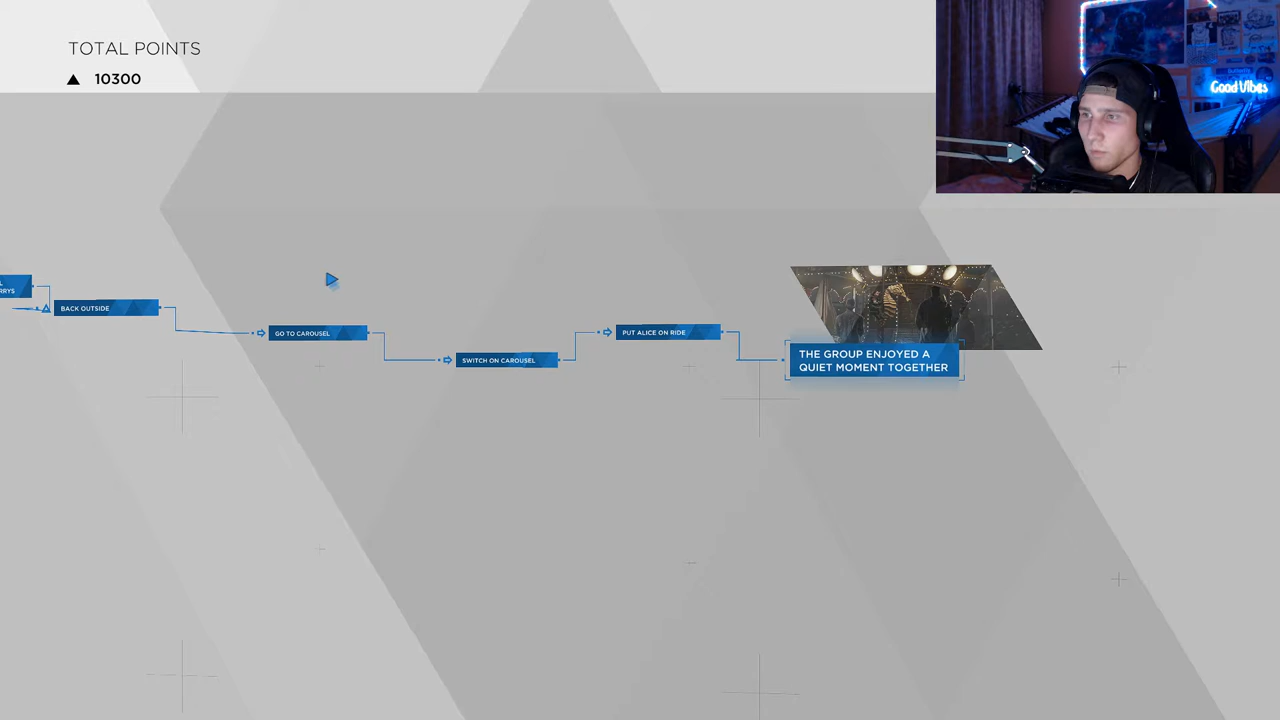 TOTAL POINTS
10300
Good Vibes
RRYS
BACK OUTSIDE
GO TO CAROUSEL
SWITCH ON CAROUSEL
PUT ALICE ON RIDE
THE GROUP ENJOYED A
QUIET MOMENT TOGETHER